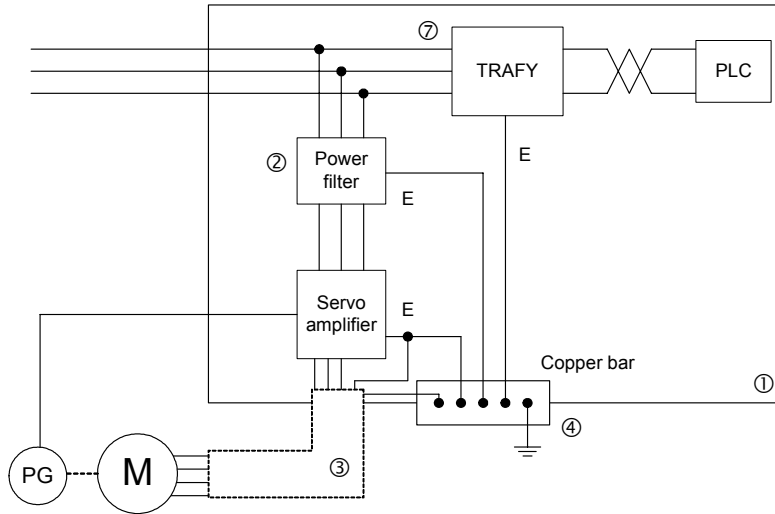 ⑦
TRAFY
PLC
E
②
Power
filter
E
Servo
amplifier
E
Copper bar
①
④
③
PG
M